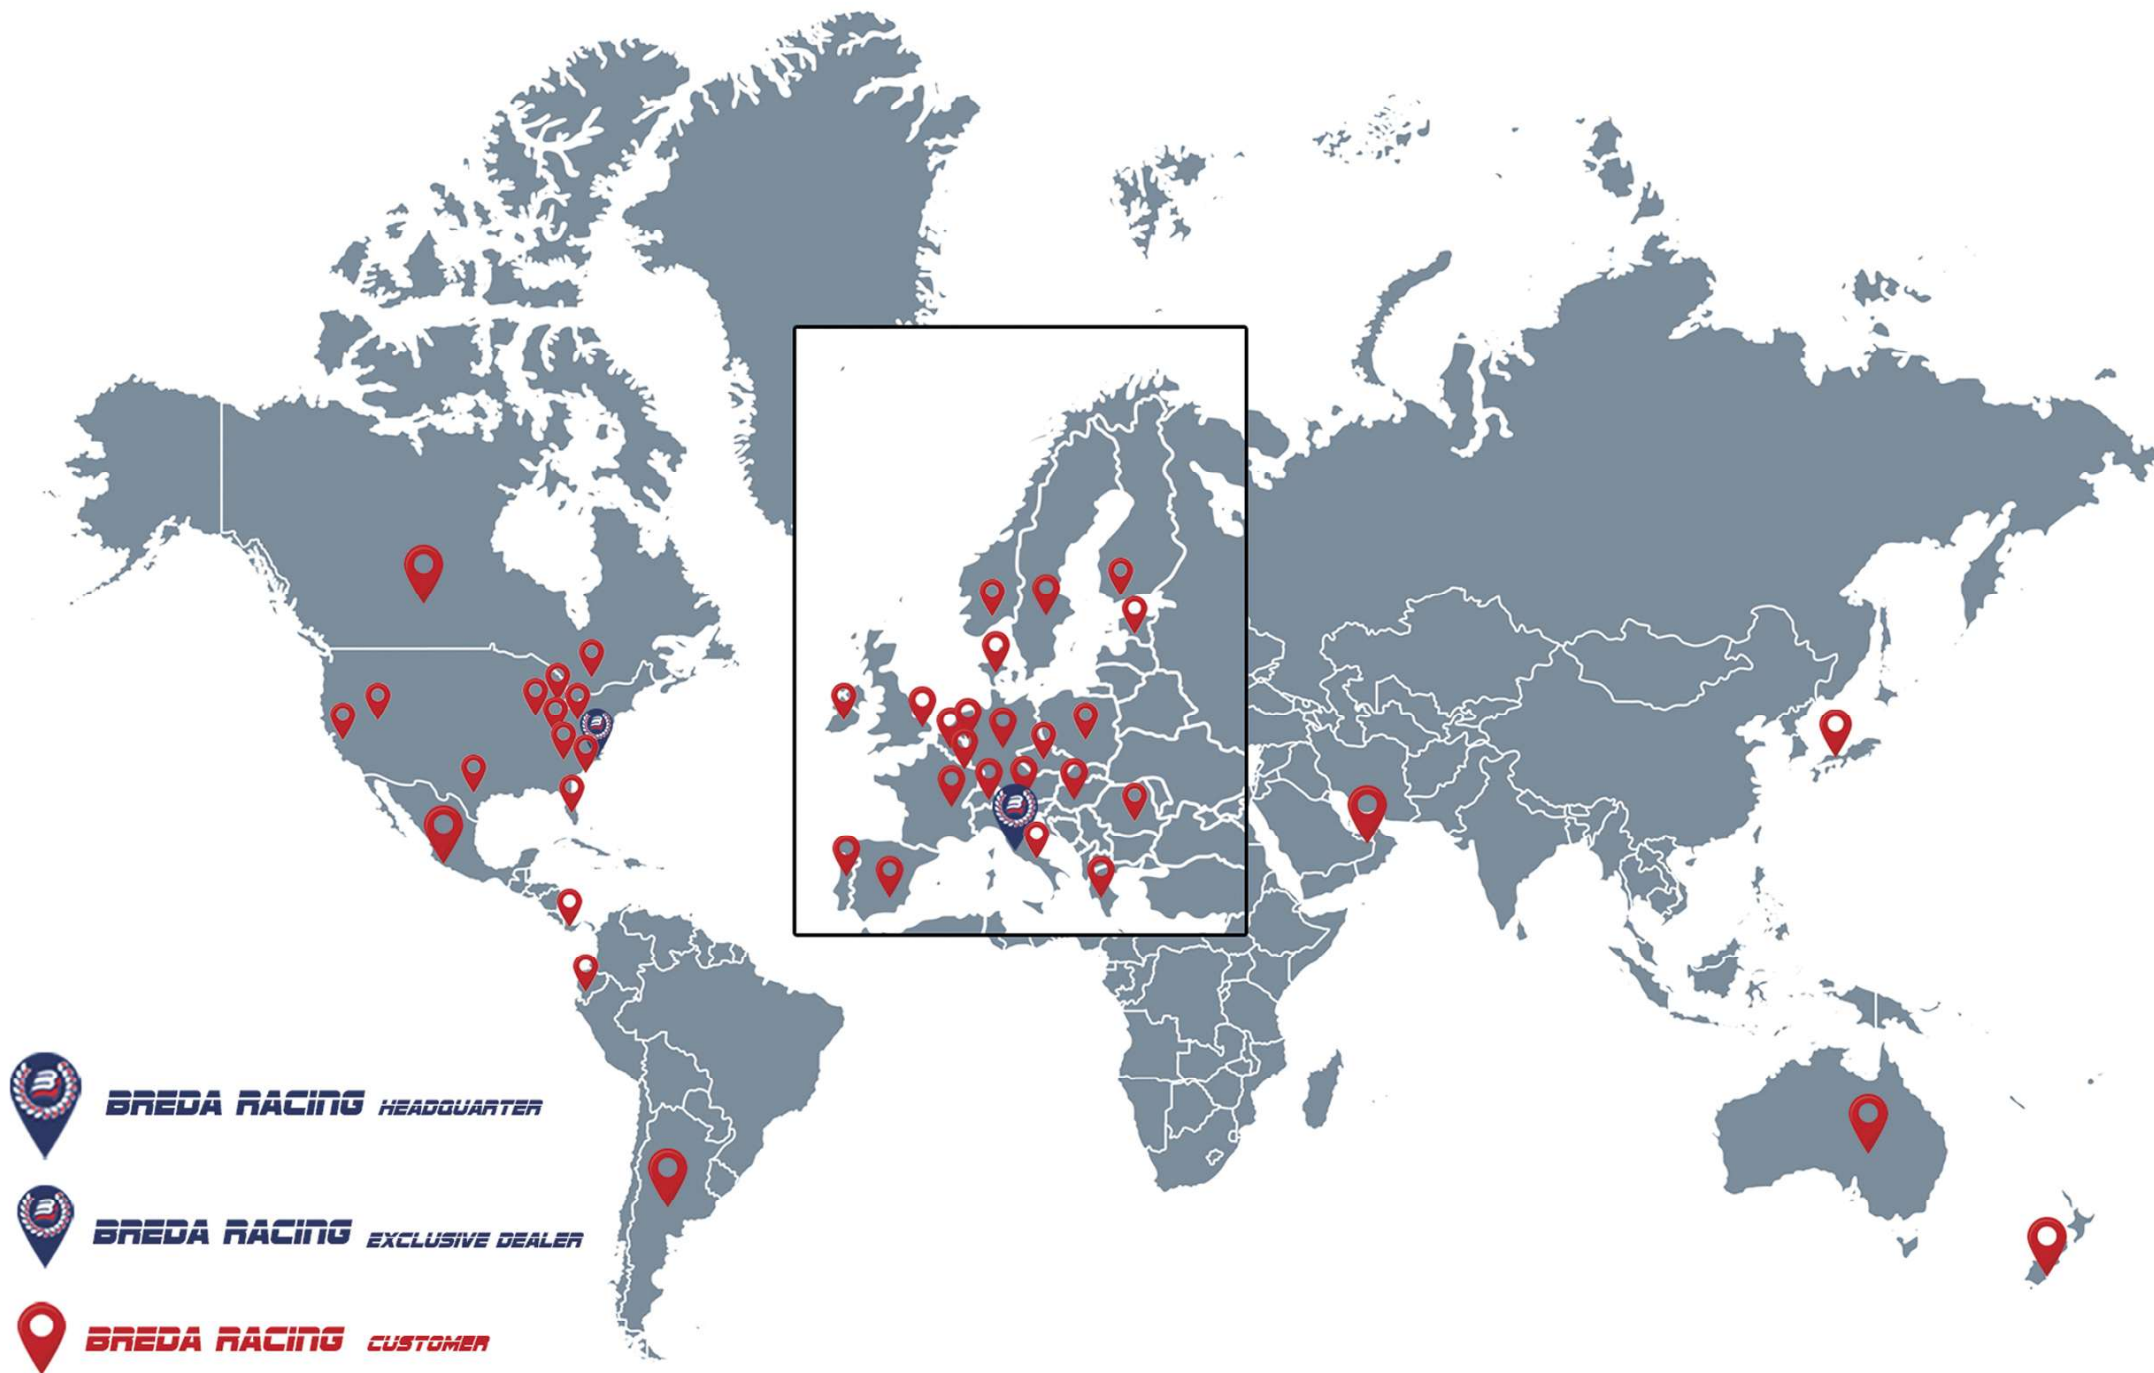 BREDA RACING HEADQUARTER
BREDA RACING EXCLUSIVE DEALER
BREDA RACING CUSTOMER